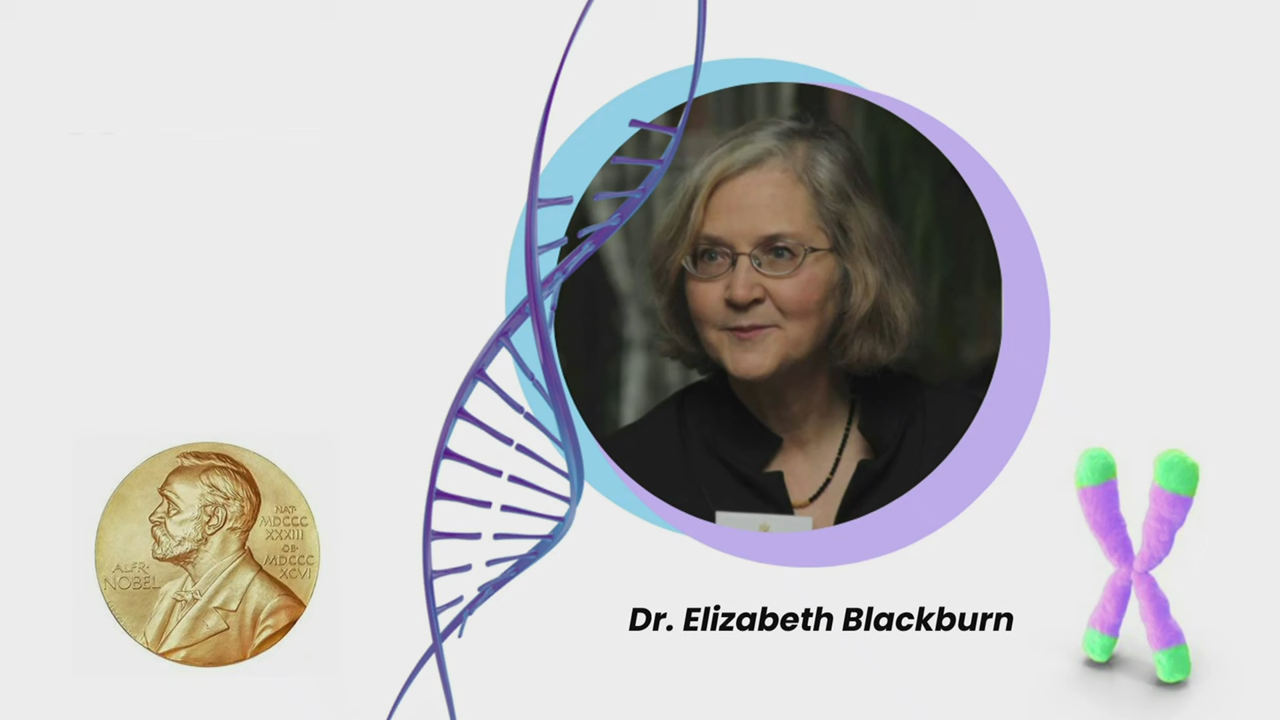 NAT·
MDCCC
XXXIII
OB·
MDCCC
XCVI
ALFR·
NOBEL
Dr. Elizabeth Blackburn